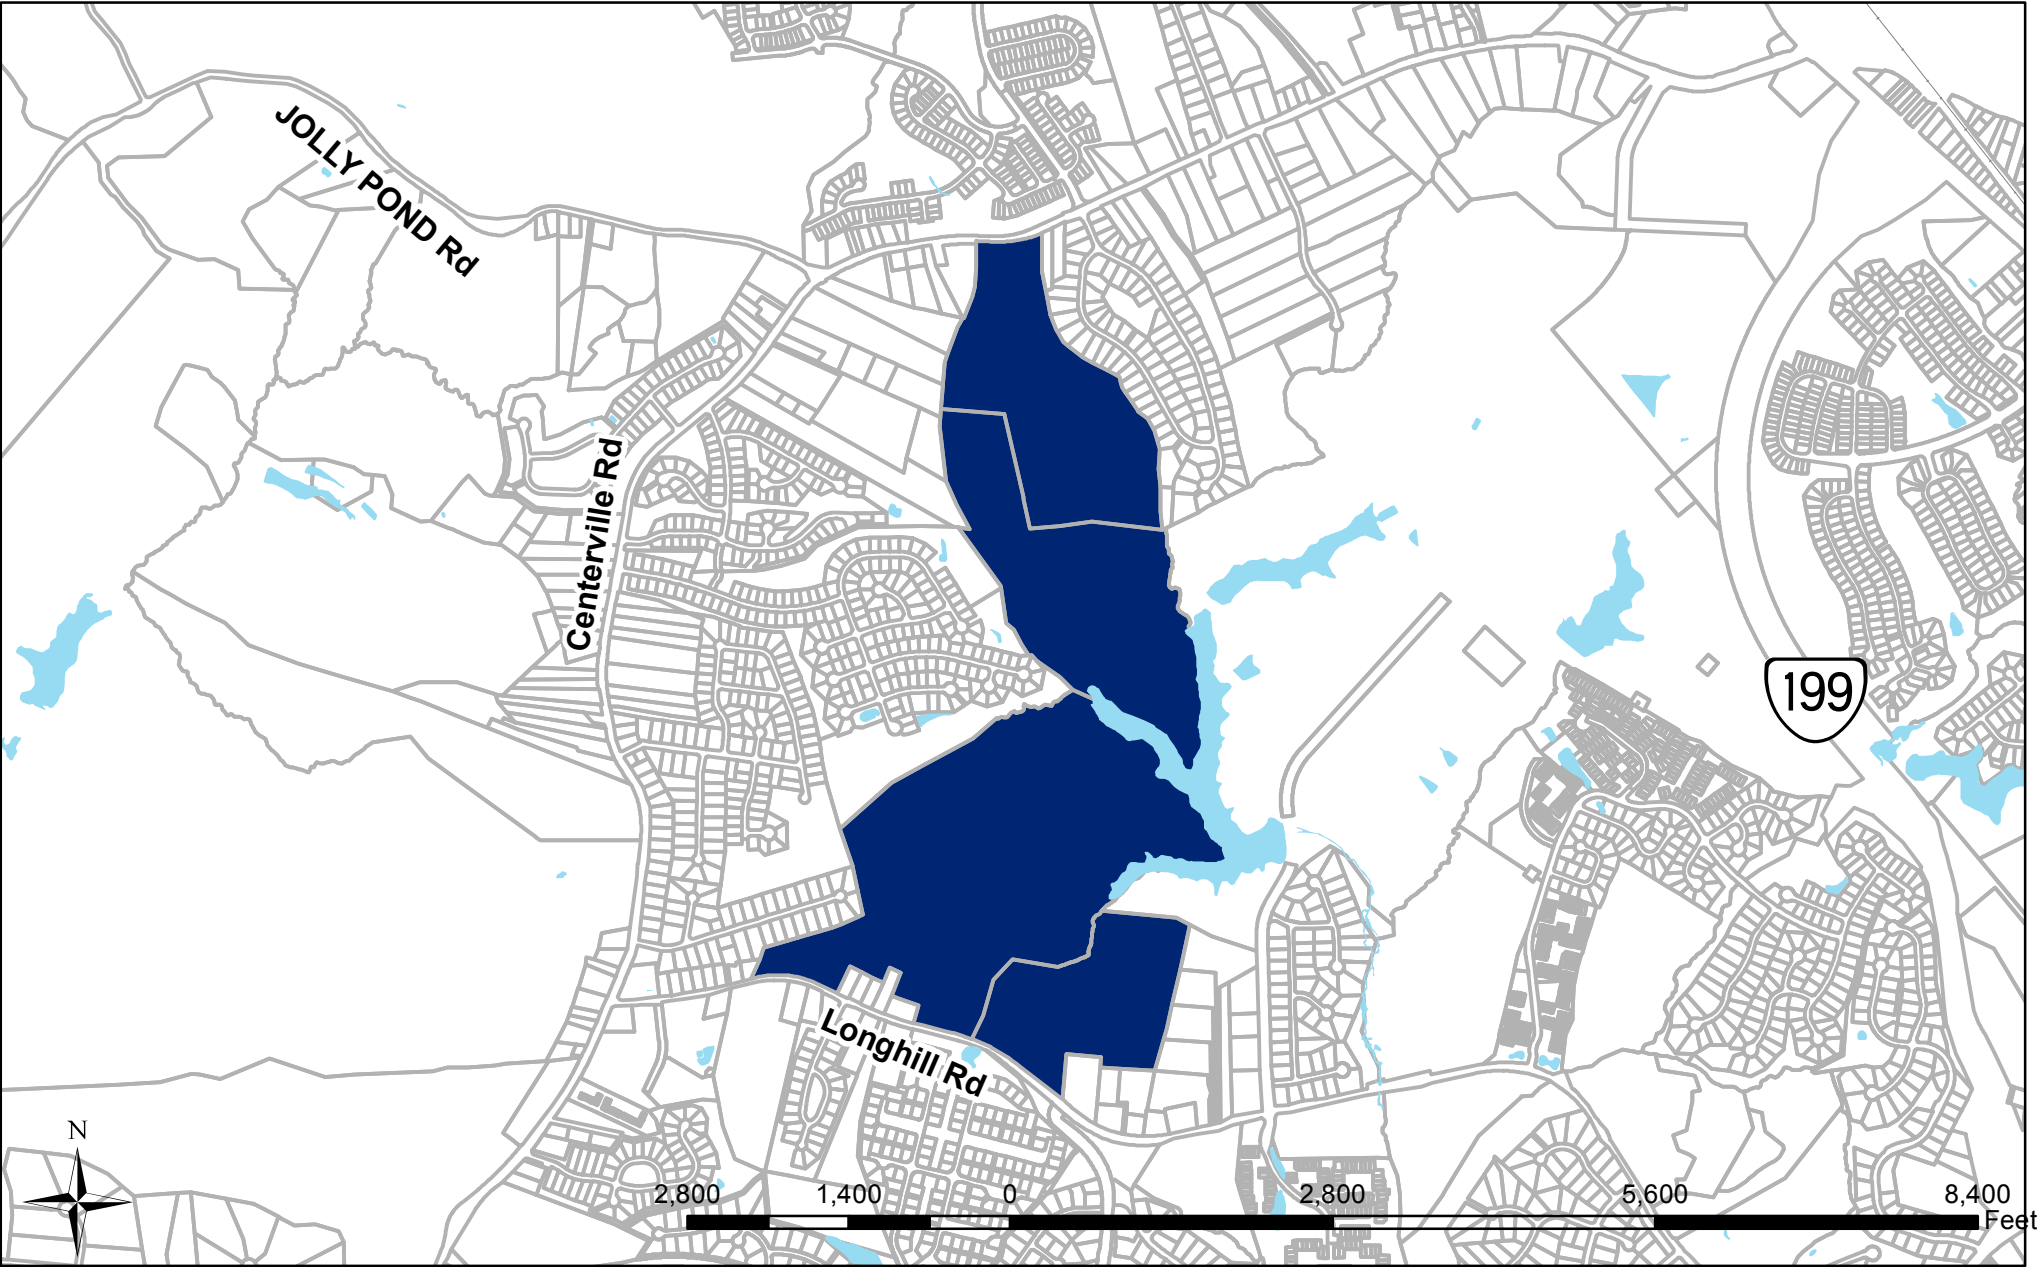 JOLLY POND Rd
Centerville Rd
199
Longhill Rd
N
2,800 1,400 0 2,800 5,600 8,400
Feet